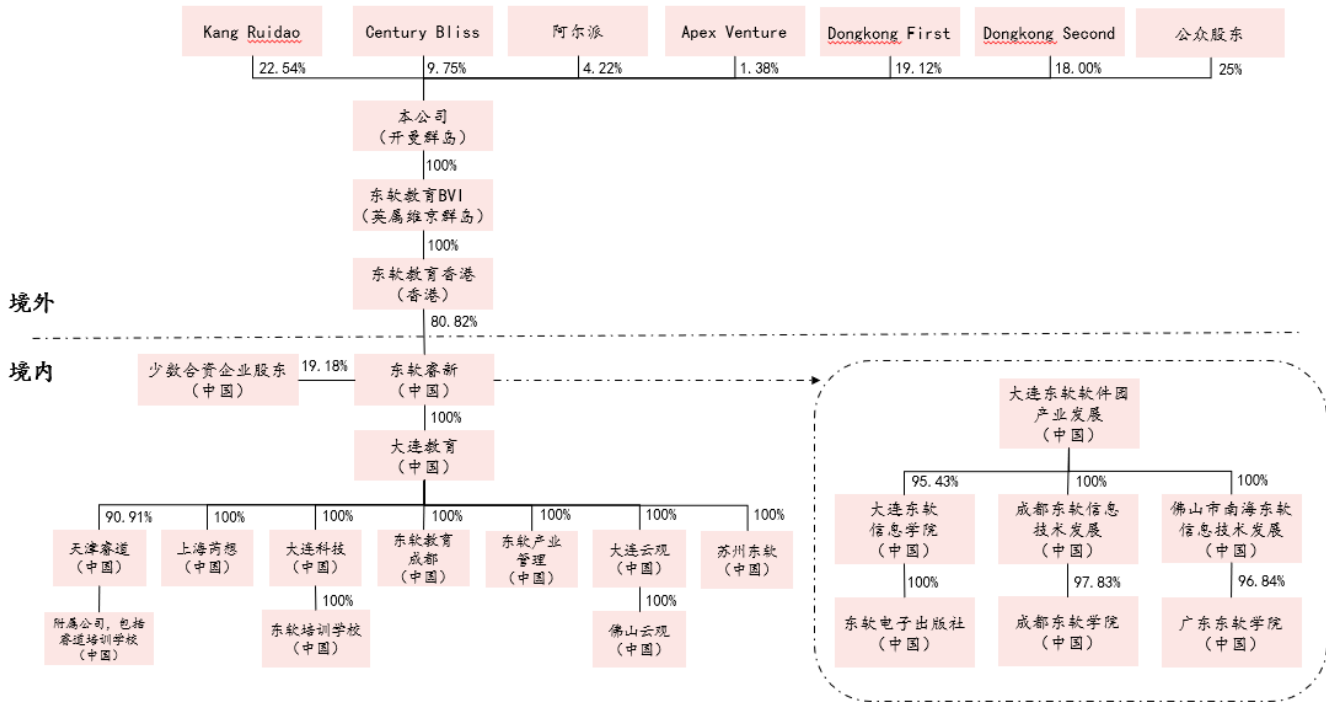 Kang Ruidao
Century Bliss
阿尔派
Apex Venture
Dongkong First
Dongkong Second
公众股东
22.54%
9.75%
4.22%
1.38%
19.12%
18.00%
25%
本公司
（开曼群岛）
100%
东软教育BVI
（英属维京群岛）
100%
东软教育香港
（香港）
境外
80.82%
境内
少数合资企业股东
（中国）
19.18%
东软睿新
（中国）
100%
大连教育
（中国）
90.91%
100%
100%
100%
100%
100%
100%
天津睿道
（中国）
上海芮想
（中国）
大连科技
（中国）
东软教育
成都
（中国）
东软产业
管理
（中国）
大连云观
（中国）
苏州东软
（中国）
100%
100%
附属公司，包括
睿道培训学校
（中国）
东软培训学校
（中国）
佛山云观
（中国）
大连东软软件园
产业发展
（中国）
95.43%
100%
100%
大连东软
信息学院
（中国）
成都东软信息
技术发展
（中国）
佛山市南海东软
信息技术发展
（中国）
100%
97.83%
96.84%
东软电子出版社
（中国）
成都东软学院
（中国）
广东东软学院
（中国）